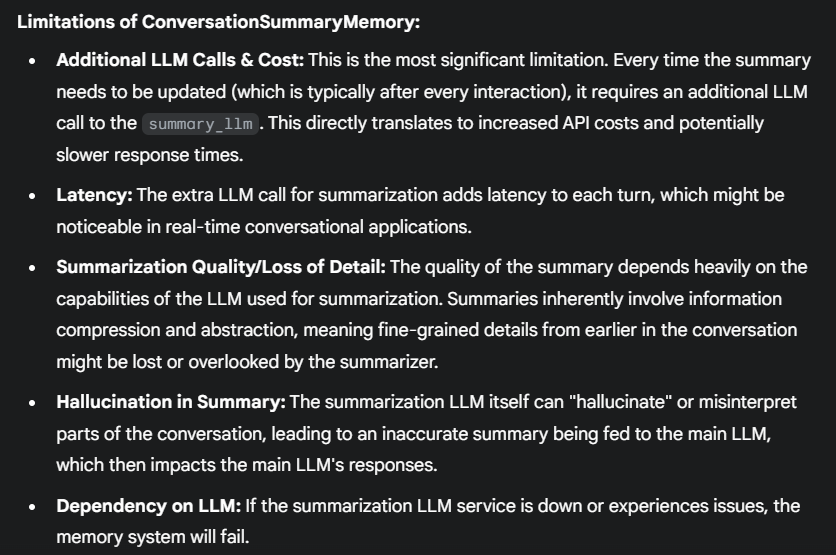 Limitations of ConversationSummaryMemory:
• Additional LLM Calls & Cost: This is the most significant limitation. Every time the summary
needs to be updated (which is typically after every interaction), it requires an additional LLM
call to the summary_llm. This directly translates to increased API costs and potentially
slower response times.
• Latency: The extra LLM call for summarization adds latency to each turn, which might be
noticeable in real-time conversational applications.
• Summarization Quality/Loss of Detail: The quality of the summary depends heavily on the
capabilities of the LLM used for summarization. Summaries inherently involve information
compression and abstraction, meaning fine-grained details from earlier in the conversation
might be lost or overlooked by the summarizer.
• Hallucination in Summary: The summarization LLM itself can "hallucinate" or misinterpret
parts of the conversation, leading to an inaccurate summary being fed to the main LLM,
which then impacts the main LLM's responses.
• Dependency on LLM: If the summarization LLM service is down or experiences issues, the
memory system will fail.